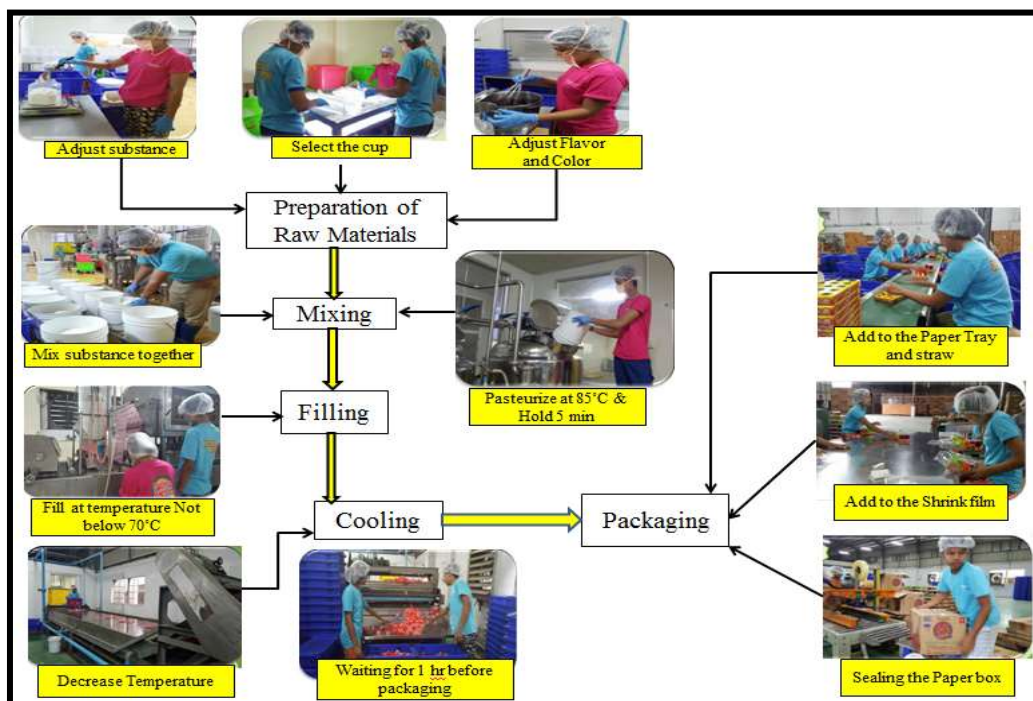 Adjust substance
Select the cup
Adjust Flavor
and Color
Preparation of
Raw Materials
Mixing
Mix substance together
Pasteurize at 85°C &
Hold 5 min
Add to the Paper Tray
and straw
Filling
Fill at temperature Not
below 70°C
Add to the Shrink film
Cooling
Packaging
Decrease Temperature
Waiting for 1 hr before
packaging
Sealing the Paper box